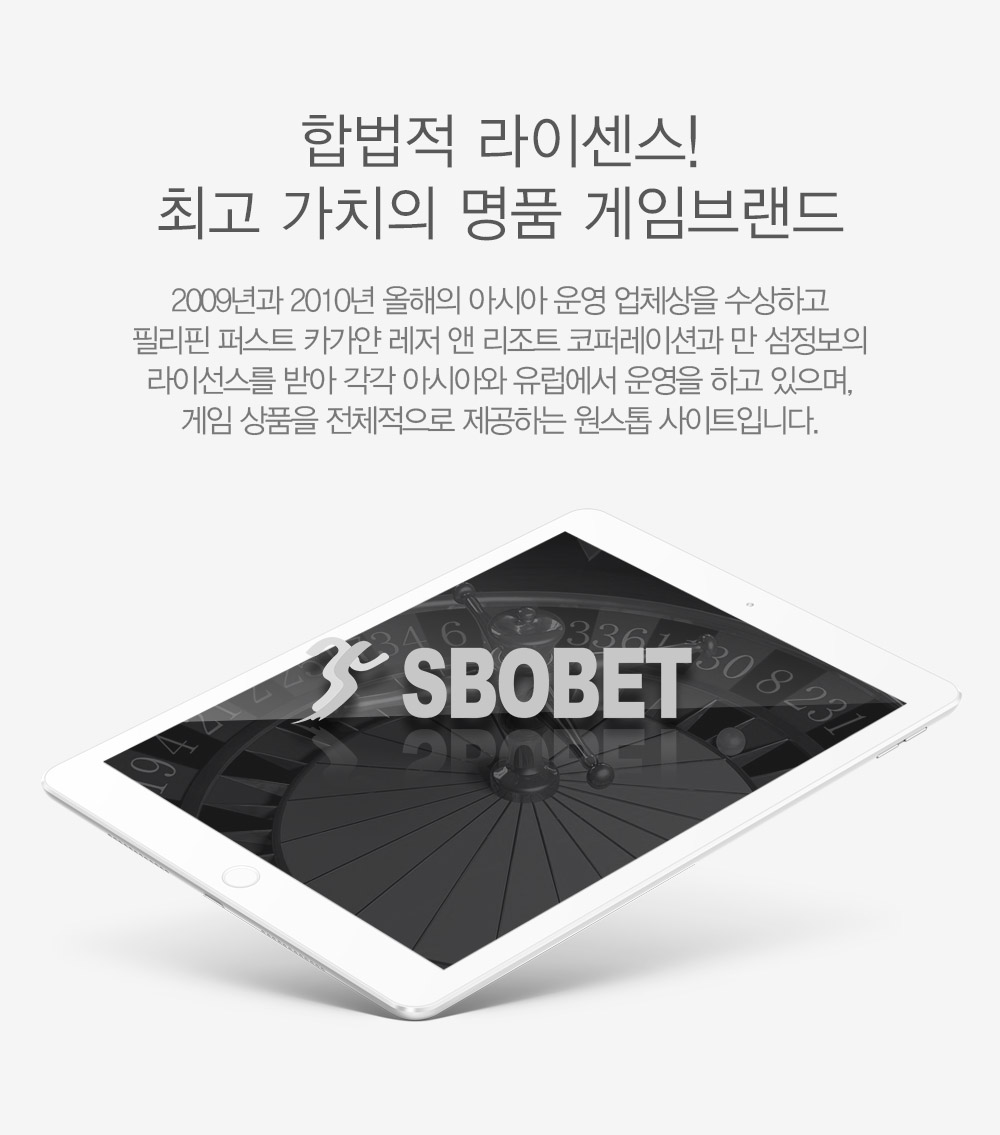 합법적 라이센스!
최고 가치의 명품 게임브랜드
2009년과 2010년 올해의 아시아 운영 업체상을 수상하고
필리핀 퍼스트 카가얀 레저 앤 리조트 코퍼레이션과 만 섬정보의
라이선스를 받아 각각 아시아와 유럽에서 운영을 하고 있으며,
게임 상품을 전체적으로 제공하는 원스톱 사이트입니다.
SBOBET